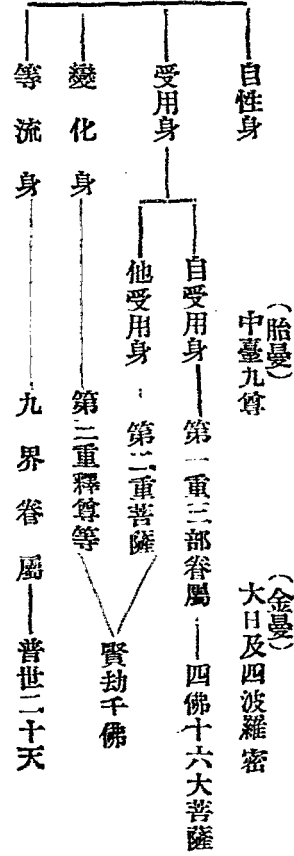 自性身
(胎曼)
中臺九尊
(金曼)
大日及四波羅密
受用身
自受用身
第一重三部眷屬
四佛十六大菩薩
他受用身
第二重菩薩
賢劫千佛
變化身
第三重釋尊等
等流身
九界眷屬
普世二十天